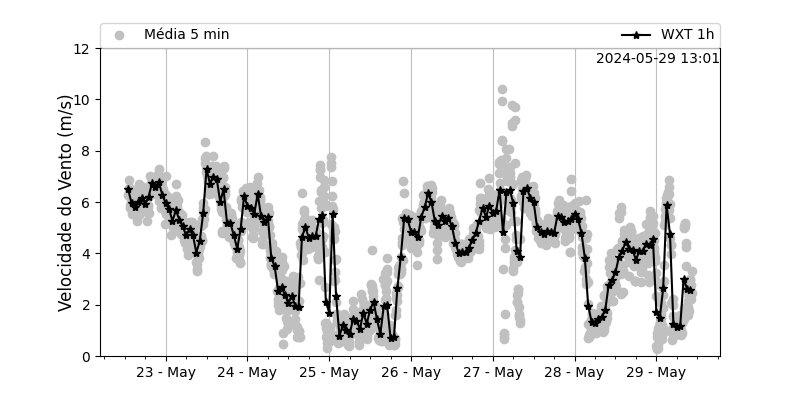 Média 5 min
WXT 1h
2024-05-29 13:01
Velocidade do Vento (m/s)
12
10
8
6
4
2
0
23 - May
24 - May
25 - May
26 - May
27 - May
28 - May
29 - May